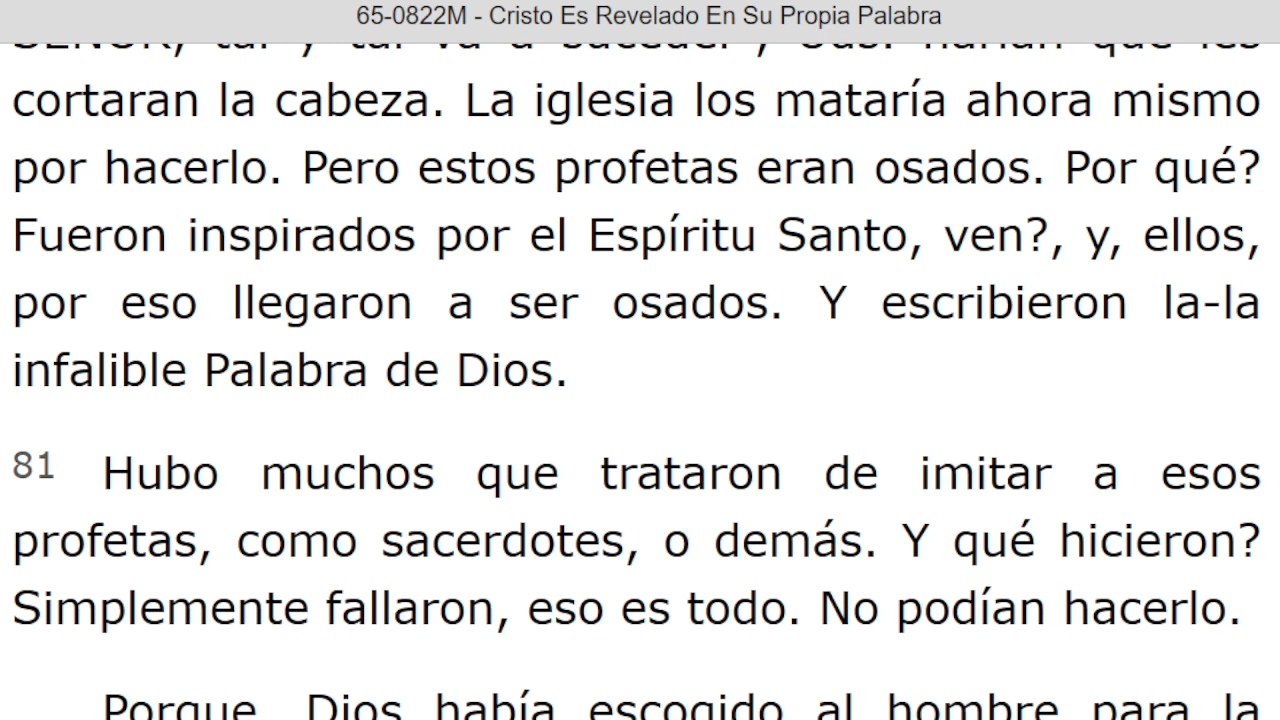 65-0822M - Cristo Es Revelado En Su Propia Palabra
cortaran la cabeza. La iglesia los mataría ahora mismo
por hacerlo. Pero estos profetas eran osados. Por qué?
Fueron inspirados por el Espíritu Santo, ven?, y, ellos,
por eso llegaron a ser osados. Y escribieron la-la
infalible Palabra de Dios.
81 Hubo muchos que trataron de imitar a esos
profetas, como sacerdotes, o demás. Y qué hicieron?
Simplemente fallaron, eso es todo. No podían hacerlo.
Porque Dios había escogido al hombre para la